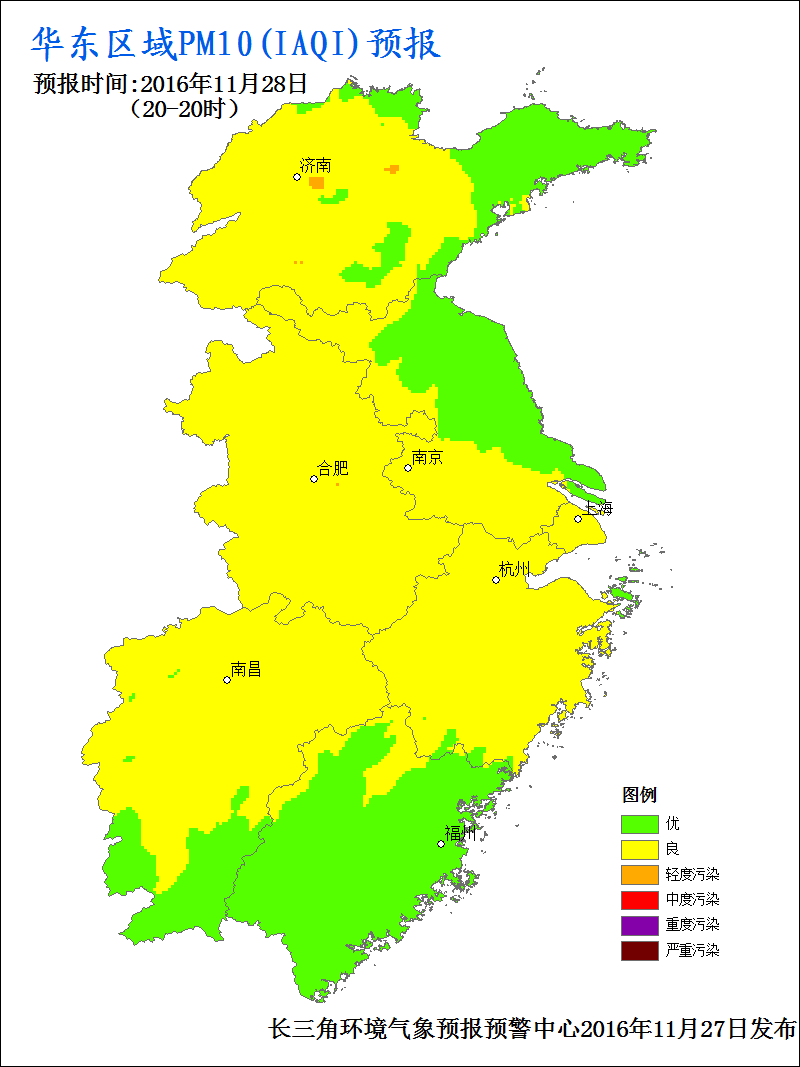 华东区域PM10(IAQI)预报
预报时间:2016年11月28日
（20-20时）
济南
南京
合肥
上海
杭州
南昌
福州
图例
优
良
轻度污染
中度污染
重度污染
严重污染
长三角环境气象预报预警中心2016年11月27日发布